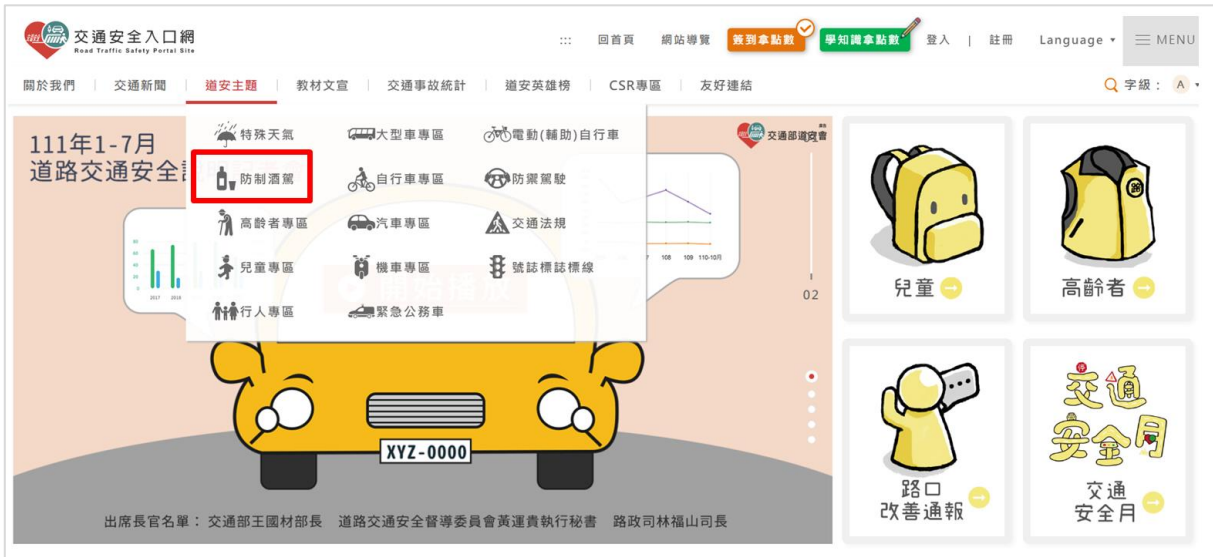 交通安全入口網
Road Traffic Safety Portal Site
::: 回首頁 網站導覽 簽到拿點數 學知識拿點數 登入 | 註冊 Language MENU
關於我們 交通新聞 道安主題 教材文宣 交通事故統計 道安英雄榜 CSR專區 友好連結 字級： A
111年1-7月
道路交通安全
交通部道安會
特殊天氣 大型車專區 電動(輔助)自行車
防制酒駕 自行車專區 防禦駕駛
高齡者專區 汽車專區 交通法規
兒童專區 機車專區 號誌標誌標線
行人專區 緊急公務車
開始播放
2017 2018
107 108 109 110-10月
02
XYZ-0000
出席長官名單：交通部王國材部長 道路交通安全督導委員會黃運貴執行秘書 路政司林福山司長
兒童
路
高齡者
路口
改善通報
交通
安全月
交通
安全月